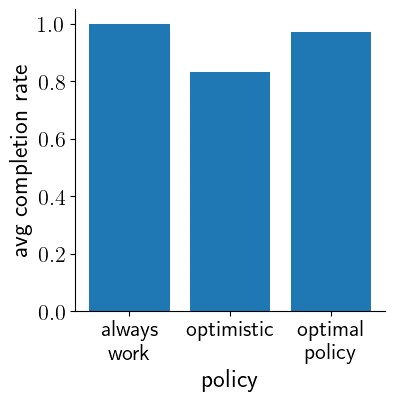 avg completion rate
1.0
0.8
0.6
0.4
0.2
0.0
always
work
optimistic
optimal
policy
policy